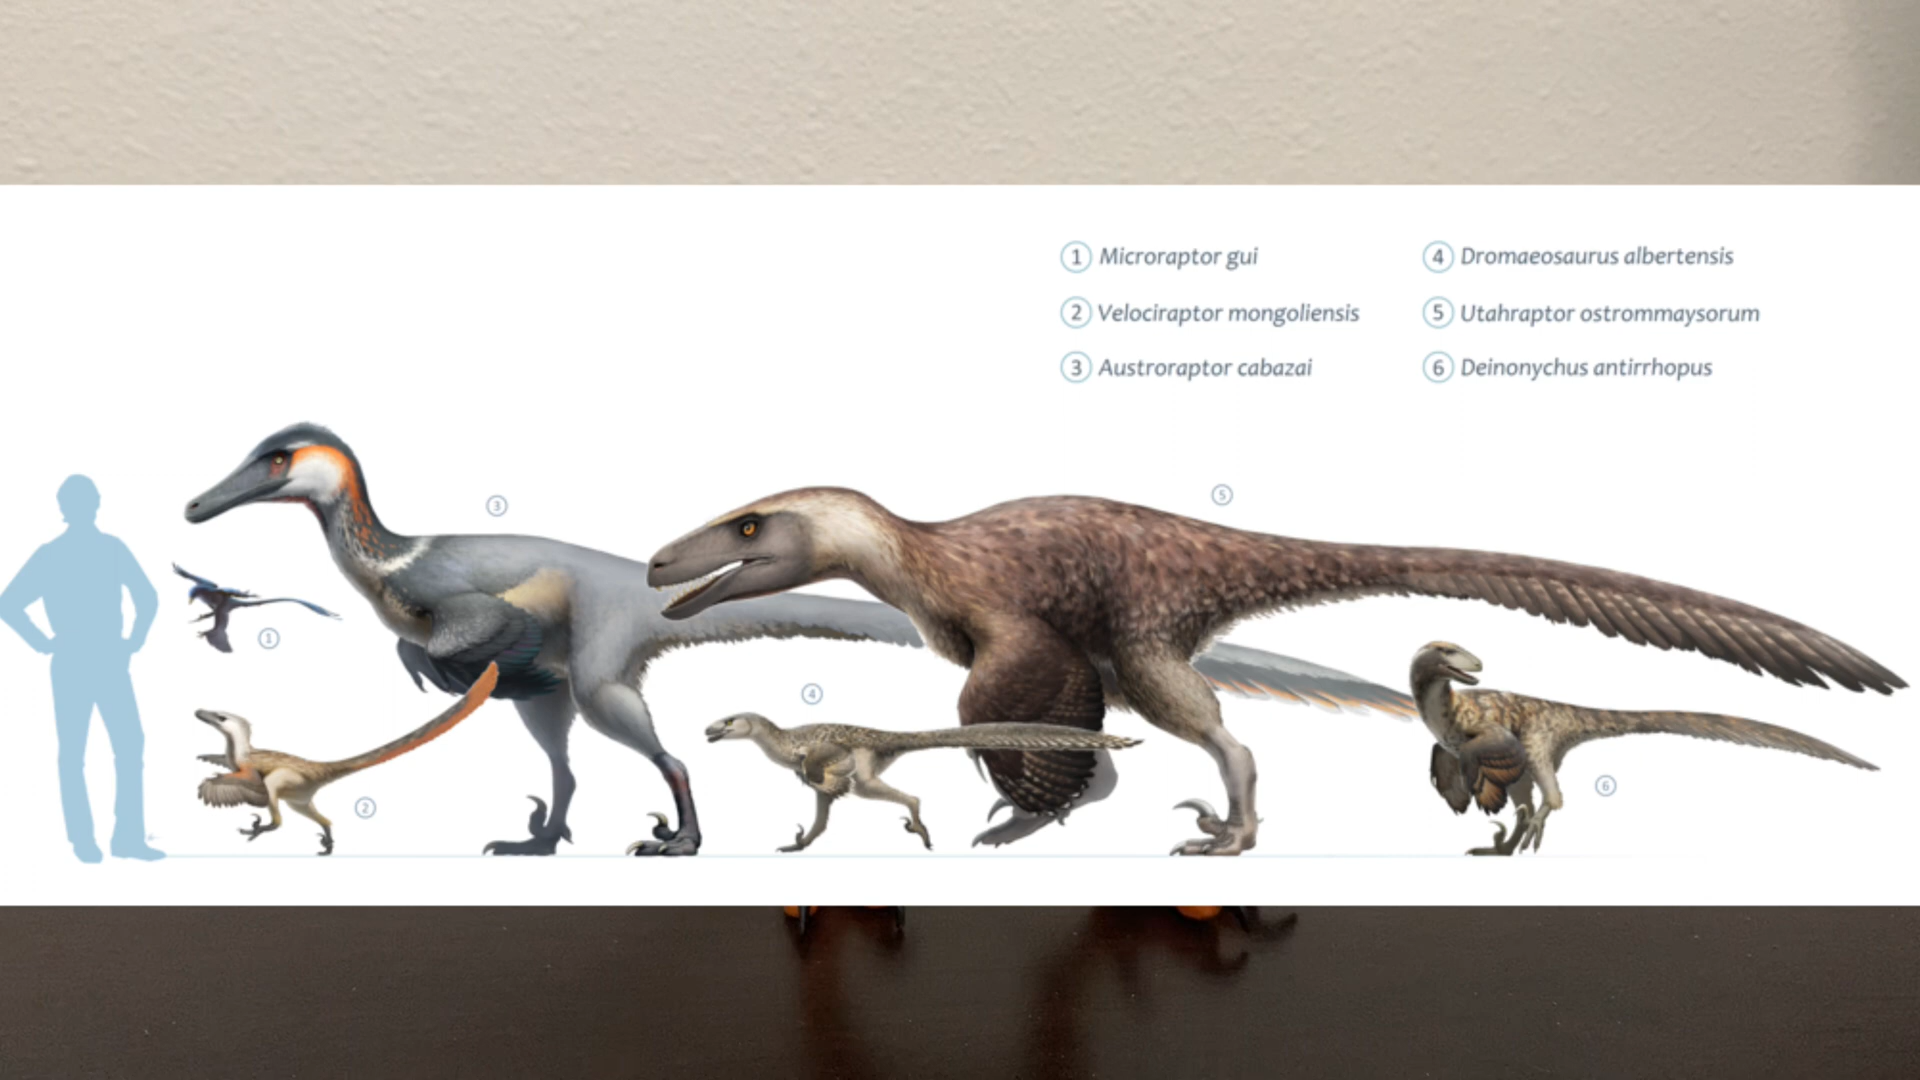 1 Microraptor gui
2 Velociraptor mongoliensis
3 Austroraptor cabazai
4 Dromaeosaurus albertensis
5 Utahraptor ostrommaysorum
6 Deinonychus antirrhopus
3
5
1
4
2
6